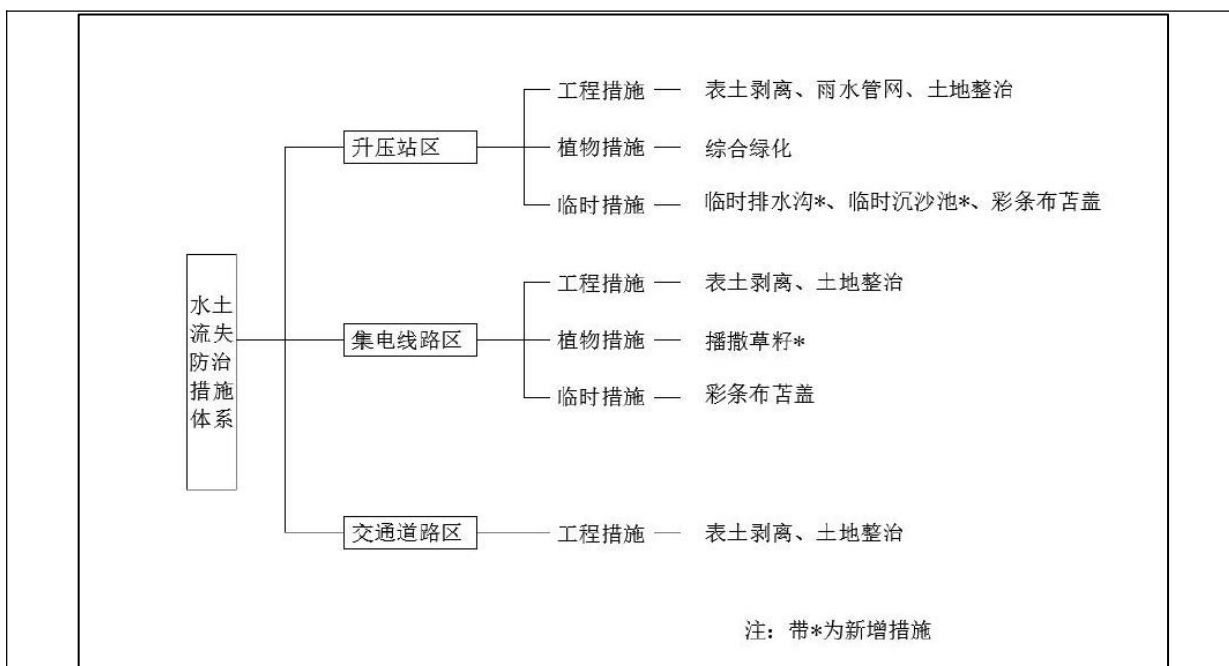 水土
流失
防治
措施
体系
升压站区
工程措施 — 表土剥离、雨水管网、土地整治
植物措施 — 综合绿化
临时措施 — 临时排水沟*、临时沉沙池*、彩条布苫盖
集电线路区
工程措施 — 表土剥离、土地整治
植物措施 — 播撒草籽*
临时措施 — 彩条布苫盖
交通道路区
工程措施 — 表土剥离、土地整治
注：带*为新增措施